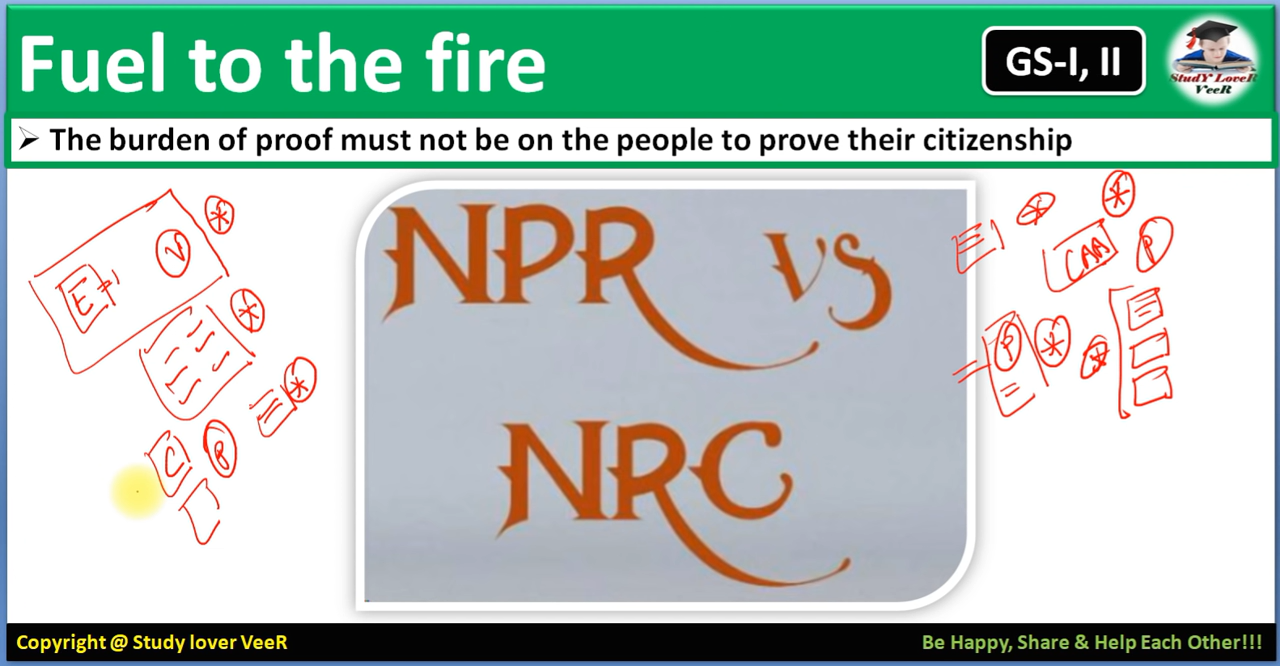 Fuel to the fire
GS-I, II
StudY LoveR
VeeR
➢ The burden of proof must not be on the people to prove their citizenship
NPR vs
NRC
CAA
P
P
C
Copyright @ Study lover VeeR
Be Happy, Share & Help Each Other!!!